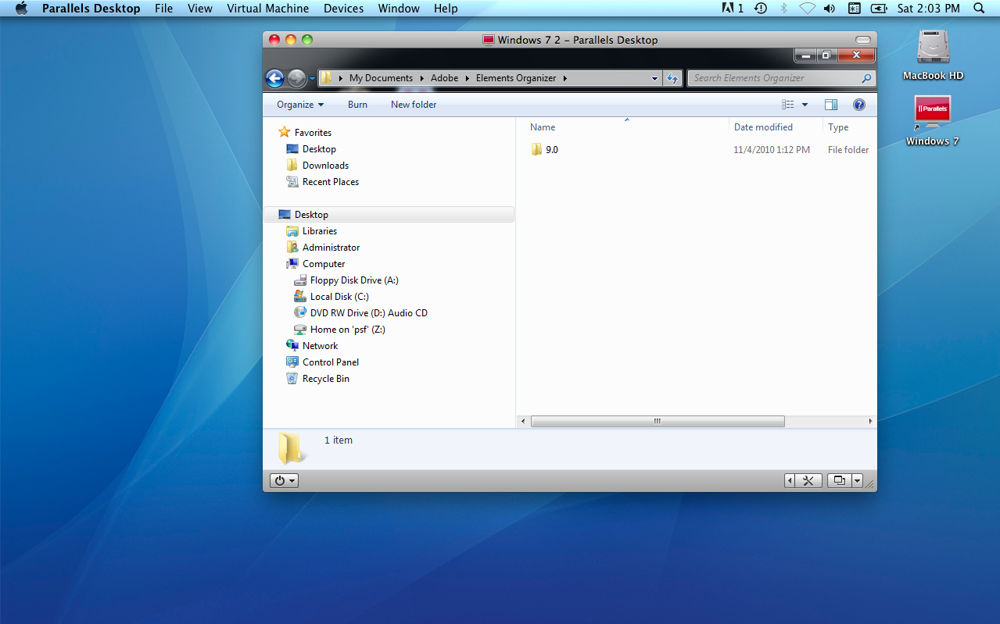 Parallels Desktop File View Virtual Machine Devices Window Help 1 Sat 2:03 PM
Windows 7 2 - Parallels Desktop
My Documents Adobe Elements Organizer Search Elements Organizer
Organize Burn New folder
Favorites
Desktop
Downloads
Recent Places
Desktop
Libraries
Administrator
Computer
Floppy Disk Drive (A:)
Local Disk (C:)
DVD RW Drive (D:) Audio CD
Home on 'psf' (Z:)
Network
Control Panel
Recycle Bin
Name Date modified Type
9.0 11/4/2010 1:12 PM File folder
1 item
MacBook HD
Parallels
Windows 7